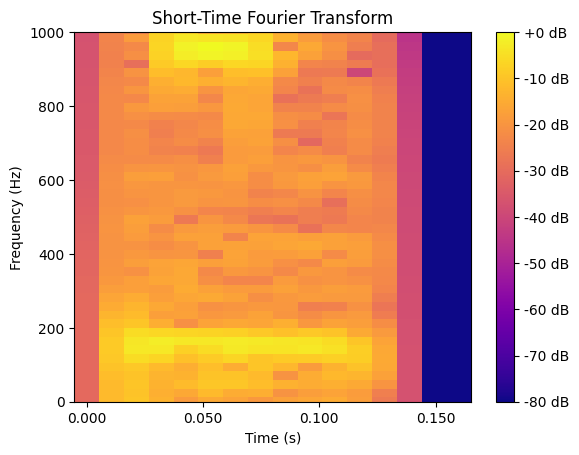 Short-Time Fourier Transform
1000
800
600
400
200
0
Frequency (Hz)
0.000
0.050
0.100
0.150
Time (s)
+0 dB
-10 dB
-20 dB
-30 dB
-40 dB
-50 dB
-60 dB
-70 dB
-80 dB